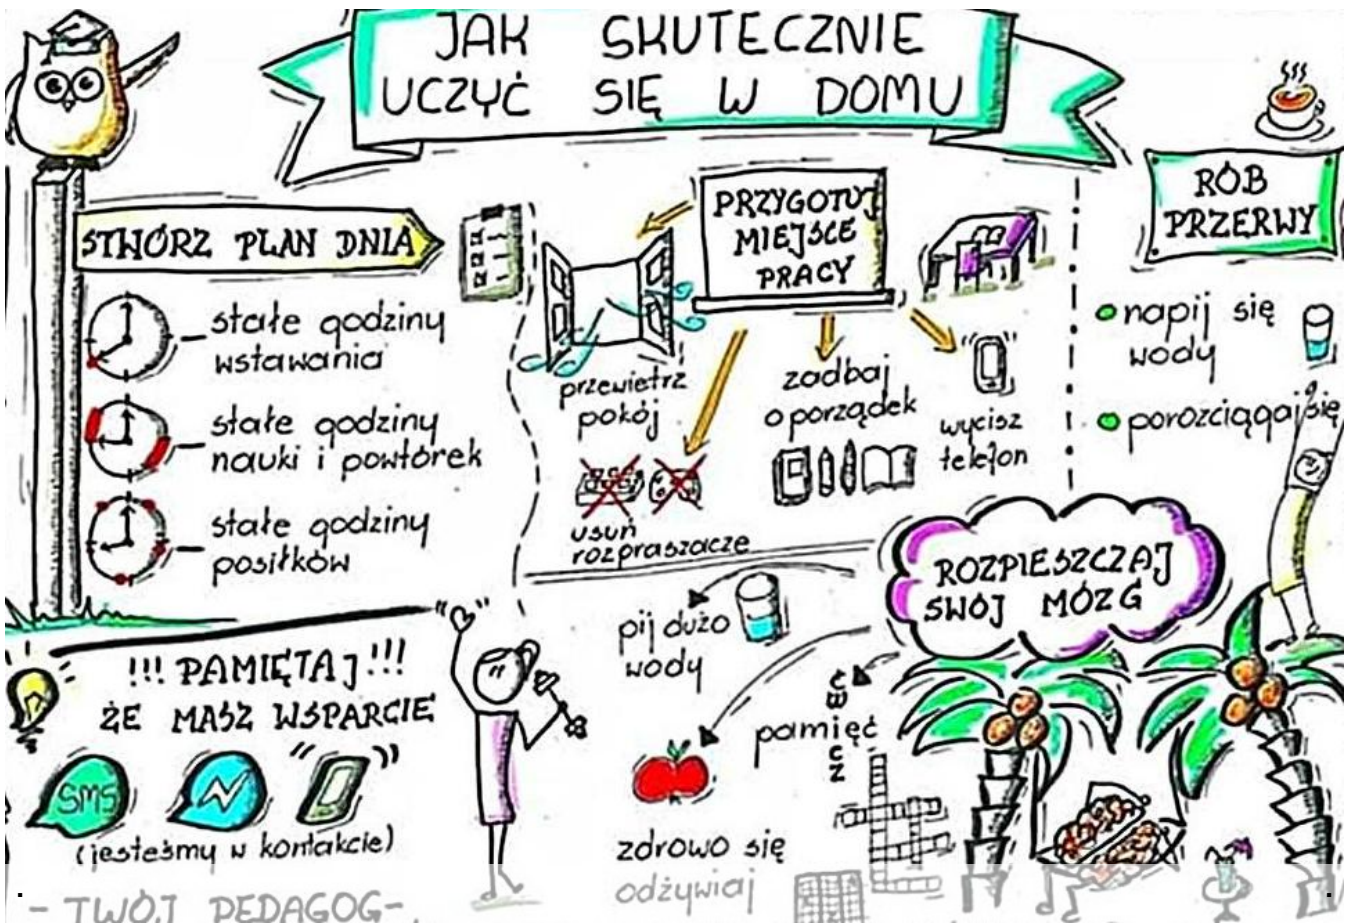 JAK SKUTECZNIE
UCZYĆ SIĘ W DOMU
STWÓRZ PLAN DNIA
stałe godziny
wstawania
stałe godziny
nauki i powtórek
stałe godziny
posiłków
PRZYGOTUJ
MIEJSCE
PRACY
przewietrz
pokój
usuń
rozpraszacze
zadbaj
o porządek
wycisz
telefon
RÓB
PRZERWY
napij się
wody
porozciągaj się
!!! PAMIĘTAJ !!!
ŻE MASZ WSPARCIE
SMS
(jesteśmy w kontakcie)
- TWÓJ PEDAGOG-
ROZPIESZCZAJ
SWÓJ MÓZG
pij dużo
wody
zdrowo się
odżywiaj
ćwicz
pamięć